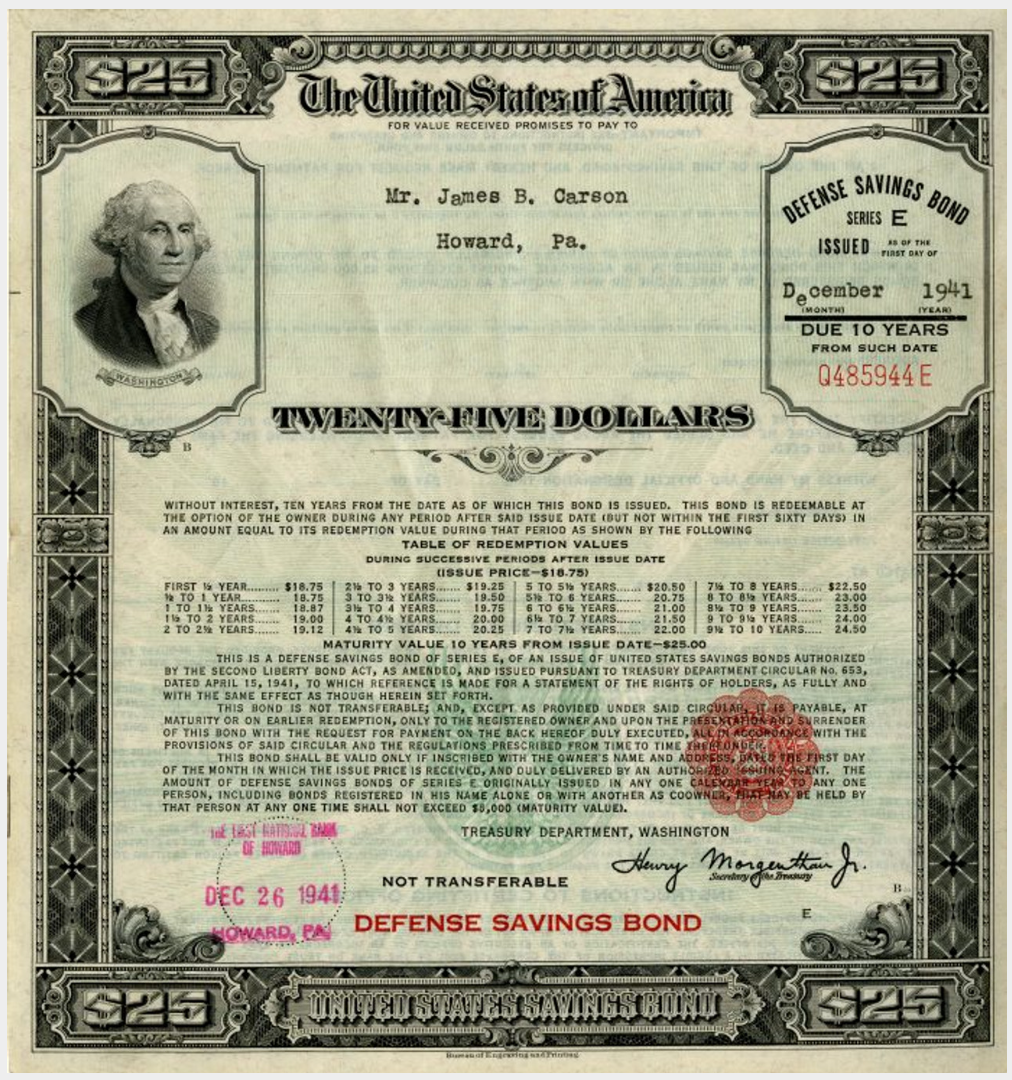 $25 $25
The United States of America
FOR VALUE RECEIVED PROMISES TO PAY TO
Mr. James B. Carson
Howard, Pa.
WASHINGTON
DEFENSE SAVINGS BOND
SERIES E
ISSUED AS OF THE FIRST DAY OF
December 1941
(MONTH) (YEAR)
DUE 10 YEARS
FROM SUCH DATE
Q485944E
TWENTY-FIVE DOLLARS
B
WITHOUT INTEREST, TEN YEARS FROM THE DATE AS OF WHICH THIS BOND IS ISSUED. THIS BOND IS REDEEMABLE AT
THE OPTION OF THE OWNER DURING ANY PERIOD AFTER SAID ISSUE DATE (BUT NOT WITHIN THE FIRST SIXTY DAYS) IN
AN AMOUNT EQUAL TO ITS REDEMPTION VALUE DURING THAT PERIOD AS SHOWN BY THE FOLLOWING
TABLE OF REDEMPTION VALUES
DURING SUCCESSIVE PERIODS AFTER ISSUE DATE
(ISSUE PRICE—$18.75)
FIRST ½ YEAR......... $18.75 2½ TO 3 YEARS...... $19.25 5 TO 5½ YEARS...... $20.50 7½ TO 8 YEARS...... $22.50
½ TO 1 YEAR........ 18.75 3 TO 3½ YEARS...... 19.50 5½ TO 6 YEARS...... 20.75 8 TO 8½ YEARS...... 23.00
1 TO 1½ YEARS...... 18.87 3½ TO 4 YEARS...... 19.75 6 TO 6½ YEARS...... 21.00 8½ TO 9 YEARS...... 23.50
1½ TO 2 YEARS...... 19.00 4 TO 4½ YEARS...... 20.00 6½ TO 7 YEARS...... 21.50 9 TO 9½ YEARS...... 24.00
2 TO 2½ YEARS...... 19.12 4½ TO 5 YEARS...... 20.25 7 TO 7½ YEARS...... 22.00 9½ TO 10 YEARS..... 24.50
MATURITY VALUE 10 YEARS FROM ISSUE DATE—$25.00
THIS IS A DEFENSE SAVINGS BOND OF SERIES E, OF AN ISSUE OF UNITED STATES SAVINGS BONDS AUTHORIZED
BY THE SECOND LIBERTY BOND ACT, AS AMENDED, AND ISSUED PURSUANT TO TREASURY DEPARTMENT CIRCULAR No. 653,
DATED APRIL 15, 1941, TO WHICH REFERENCE IS MADE FOR A STATEMENT OF THE RIGHTS OF HOLDERS, AS FULLY AND
WITH THE SAME EFFECT AS THOUGH HEREIN SET FORTH.
THIS BOND IS NOT TRANSFERABLE; AND, EXCEPT AS PROVIDED UNDER SAID CIRCULAR, IT IS PAYABLE, AT
MATURITY OR ON EARLIER REDEMPTION, ONLY TO THE REGISTERED OWNER AND UPON THE PRESENTATION AND SURRENDER
OF THIS BOND WITH THE REQUEST FOR PAYMENT ON THE BACK HEREOF DULY EXECUTED, ALL IN ACCORDANCE WITH THE
PROVISIONS OF SAID CIRCULAR AND THE REGULATIONS PRESCRIBED FROM TIME TO TIME THEREUNDER.
THIS BOND SHALL BE VALID ONLY IF INSCRIBED WITH THE OWNER'S NAME AND ADDRESS, DATED THE FIRST DAY
OF THE MONTH IN WHICH THE ISSUE PRICE IS RECEIVED, AND DULY DELIVERED BY AN AUTHORIZED ISSUING AGENT. THE
AMOUNT OF DEFENSE SAVINGS BONDS OF SERIES E ORIGINALLY ISSUED IN ANY ONE CALENDAR YEAR TO ANY ONE
PERSON, INCLUDING BONDS REGISTERED IN HIS NAME ALONE OR WITH ANOTHER AS COOWNER, THAT MAY BE HELD BY
THAT PERSON AT ANY ONE TIME SHALL NOT EXCEED $5,000 (MATURITY VALUE).
TREASURY DEPARTMENT, WASHINGTON
Henry Morgenthau Jr.
Secretary of the Treasury
NATIONAL BANK
OF HOWARD
DEC 26 1941
HOWARD, PA.
NOT TRANSFERABLE
B
E
DEFENSE SAVINGS BOND
$25 UNITED STATES SAVINGS BOND $25
Bureau of Engraving and Printing